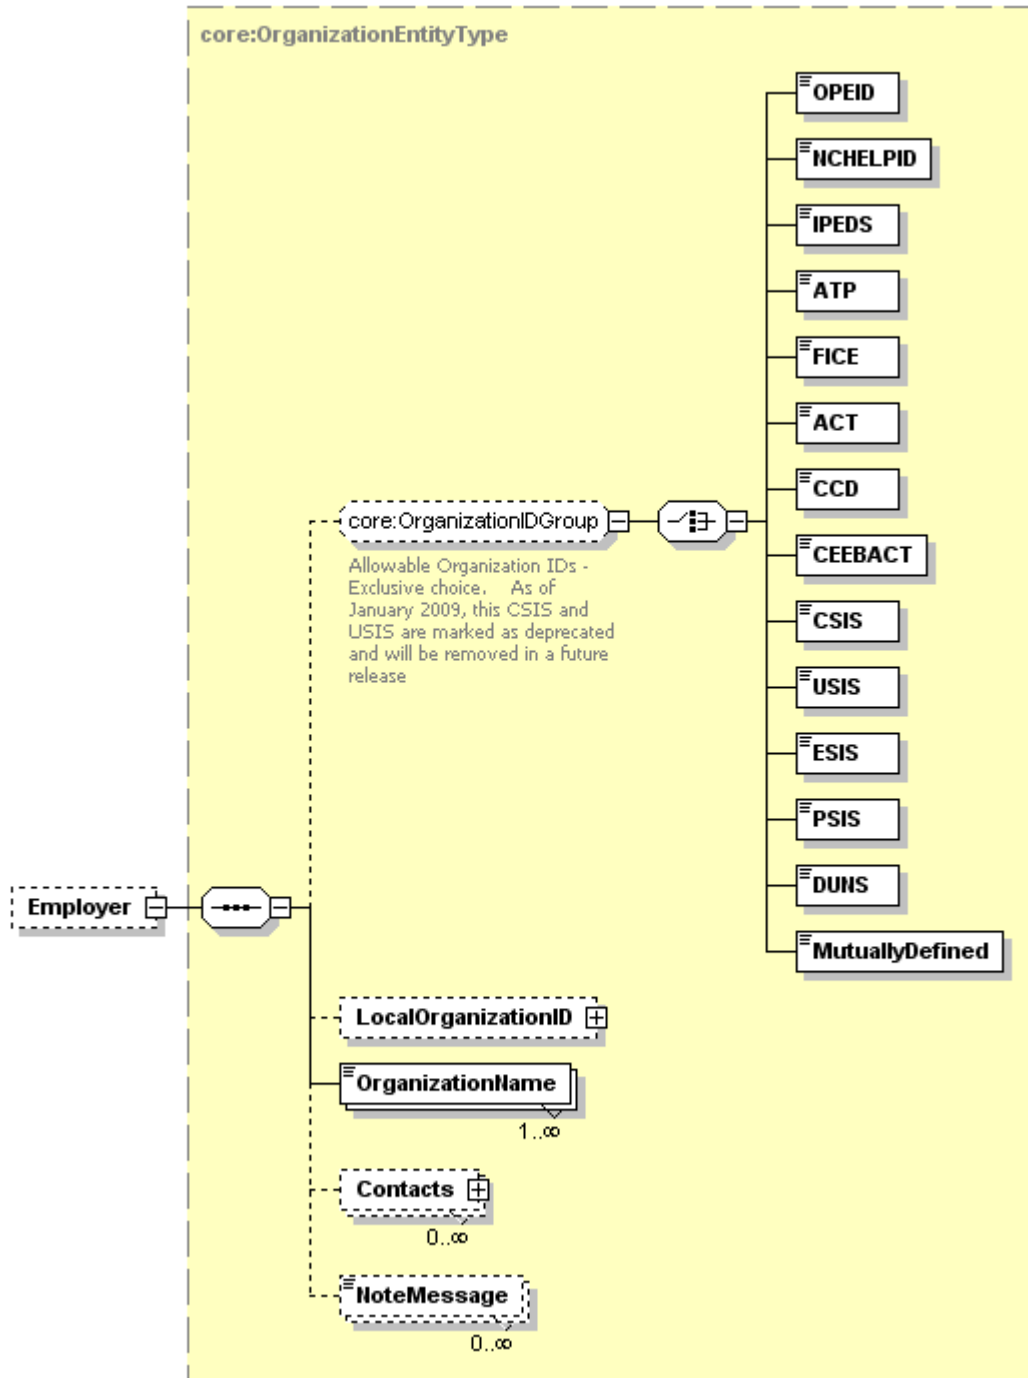 core:OrganizationEntityType
OPEID
NCHELPID
IPEDS
ATP
FICE
ACT
CCD
core:OrganizationIDGroup
Allowable Organization IDs -
Exclusive choice.    As of
January 2009, this CSIS and
USIS are marked as deprecated
and will be removed in a future
release
CEEBACT
CSIS
USIS
ESIS
PSIS
DUNS
MutuallyDefined
Employer
LocalOrganizationID
OrganizationName
1..∞
Contacts
0..∞
NoteMessage
0..∞